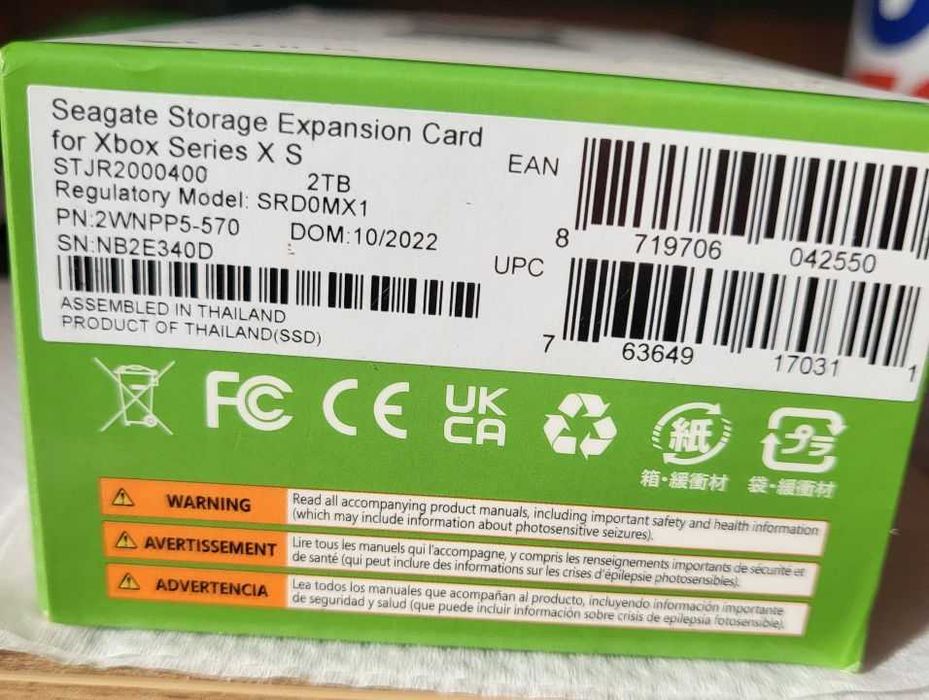 Seagate Storage Expansion Card
for Xbox Series X S
STJR2000400 2TB
Regulatory Model: SRD0MX1
PN:2WNPP5-570 DOM:10/2022
SN:NB2E340D
ASSEMBLED IN THAILAND
PRODUCT OF THAILAND(SSD)
EAN
8 719706 042550
UPC
7 63649 17031 1
FC CE UK
CA
紙 プラ
箱・緩衝材 袋・緩衝材
WARNING
Read all accompanying product manuals, including important safety and health information
(which may include information about photosensitive seizures).
AVERTISSEMENT
Lire tous les manuels qui l'accompagne, y compris les renseignements importants de sécurité et
de santé (qui peut inclure des informations sur les crises d'épilepsie photosensibles).
ADVERTENCIA
Lea todos los manuales que acompañan al producto, incluyendo información importante
de seguridad y salud (que puede incluir información sobre crisis de epilepsia fotosensible).